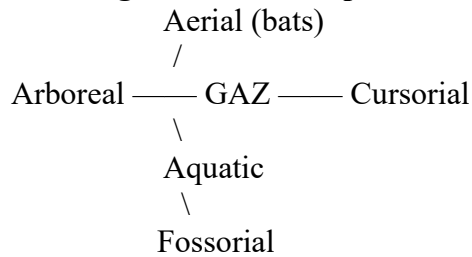 Aerial (bats)
/
Arboreal —— GAZ —— Cursorial
\
Aquatic
\
Fossorial